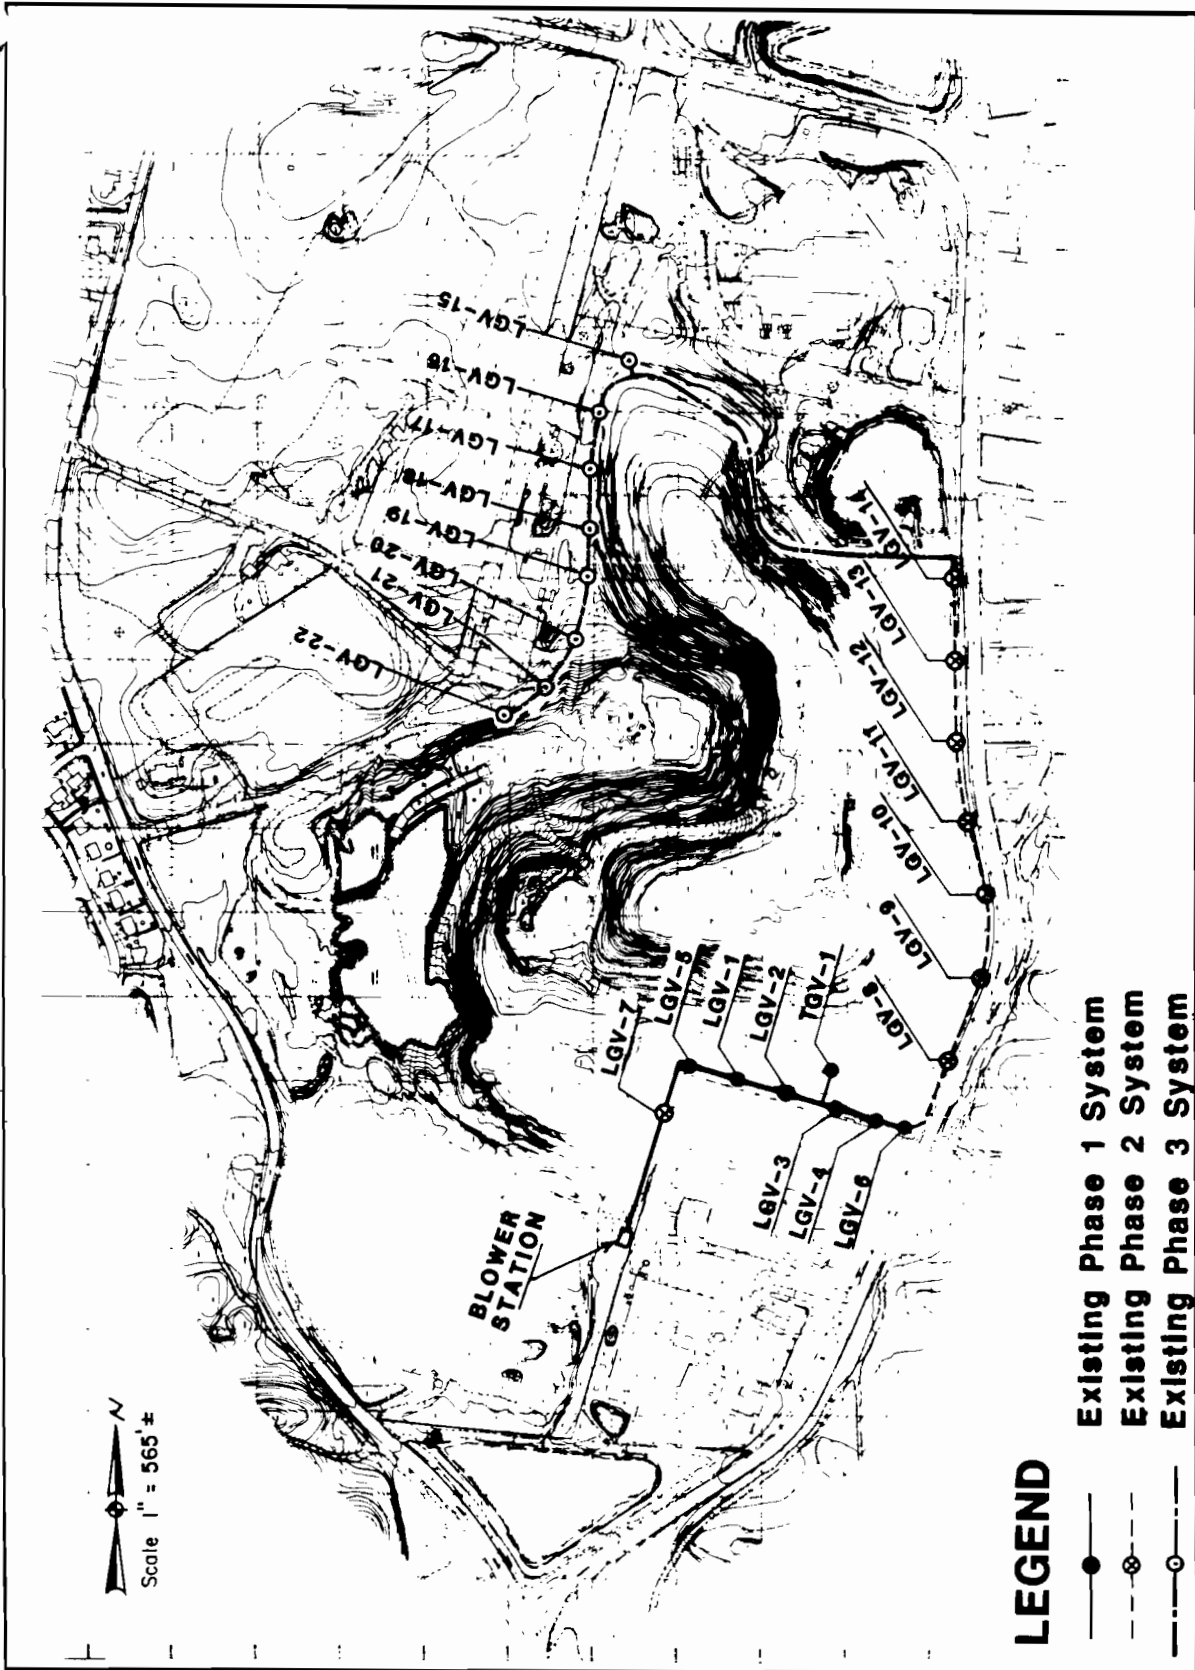 N
Scale 1" = 565'±
LGV-15
LGV-16
LGV-17
LGV-18
LGV-19
LGV-20
LGV-21
LGV-22
LGV-14
LGV-13
LGV-12
LGV-11
LGV-10
LGV-9
LGV-8
TGV-1
LGV-2
LGV-1
LGV-5
LGV-7
LGV-3
LGV-4
LGV-6
BLOWER
STATION
LEGEND
Existing Phase 1 System
Existing Phase 2 System
Existing Phase 3 System